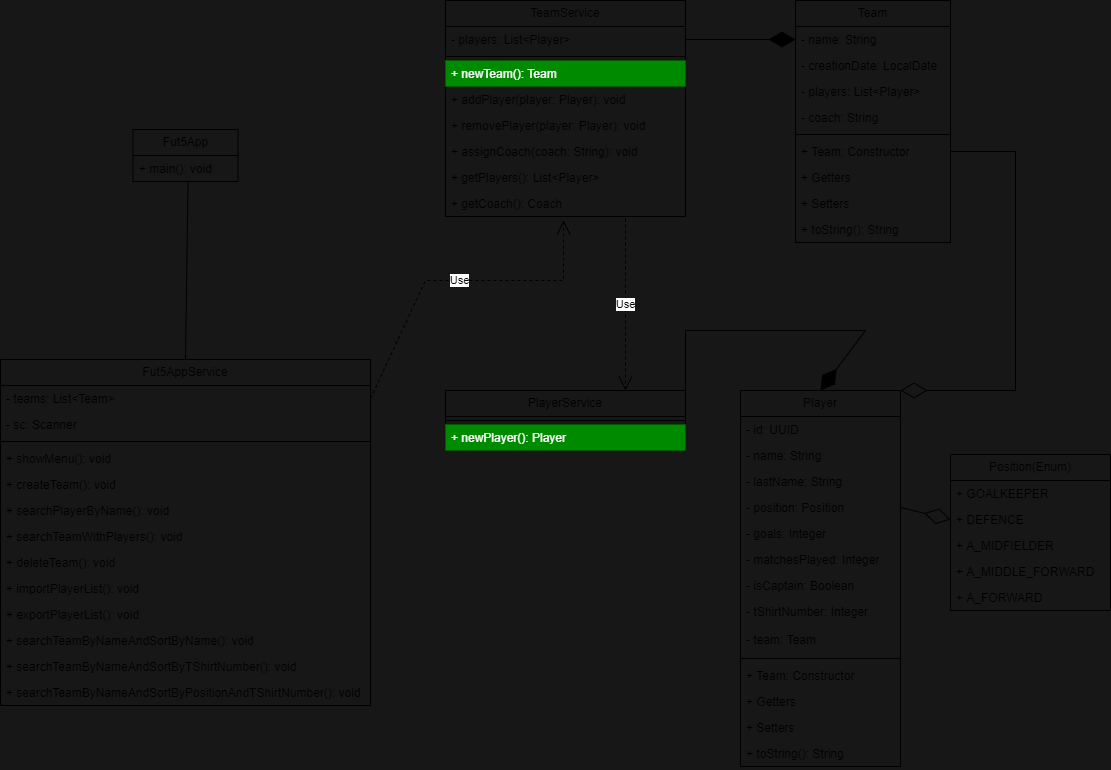 TeamService
- players: List<Player>
+ newTeam(): Team
+ addPlayer(player: Player): void
+ removePlayer(player: Player): void
+ assignCoach(coach: String): void
+ getPlayers(): List<Player>
+ getCoach(): Coach
Team
- name: String
- creationDate: LocalDate
- players: List<Player>
- coach: String
+ Team: Constructor
+ Getters
+ Setters
+ toString(): String
Fut5App
+ main(): void
Use
Use
Fut5AppService
- teams: List<Team>
- sc: Scanner
+ showMenu(): void
+ createTeam(): void
+ searchPlayerByName(): void
+ searchTeamWithPlayers(): void
+ deleteTeam(): void
+ importPlayerList(): void
+ exportPlayerList(): void
+ searchTeamByNameAndSortByName(): void
+ searchTeamByNameAndSortByTShirtNumber(): void
+ searchTeamByNameAndSortByPositionAndTShirtNumber(): void
PlayerService
+ newPlayer(): Player
Player
- id: UUID
- name: String
- lastName: String
- position: Position
- goals: Integer
- matchesPlayed: Integer
- isCaptain: Boolean
- tShirtNumber: Integer
- team: Team
+ Team: Constructor
+ Getters
+ Setters
+ toString(): String
Position(Enum)
+ GOALKEEPER
+ DEFENCE
+ A_MIDFIELDER
+ A_MIDDLE_FORWARD
+ A_FORWARD